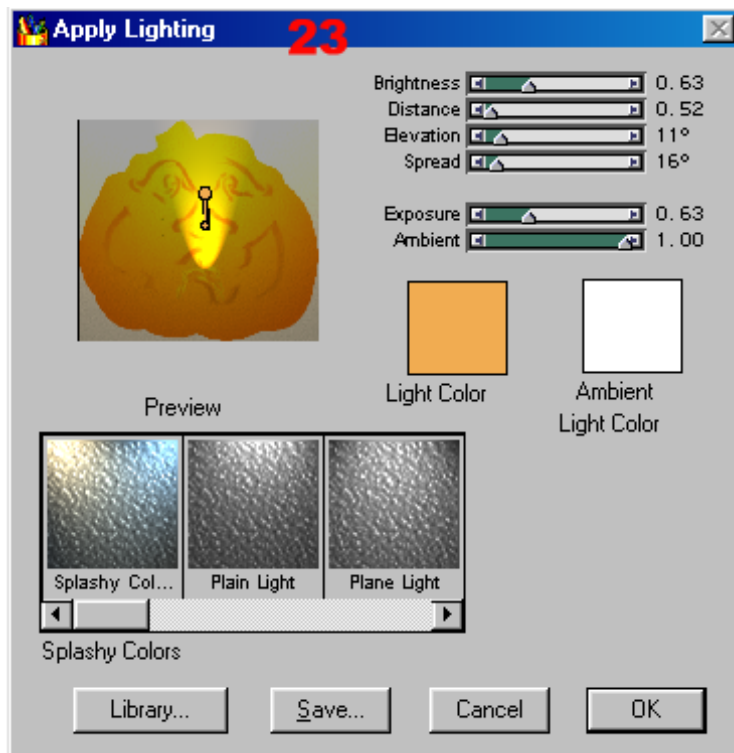 Apply Lighting 23
Brightness 0.63
Distance 0.52
Elevation 11°
Spread 16°
Exposure 0.63
Ambient 1.00
Light Color
Ambient
Light Color
Preview
Splashy Col... Plain Light Plane Light
Splashy Colors
Library... Save... Cancel OK